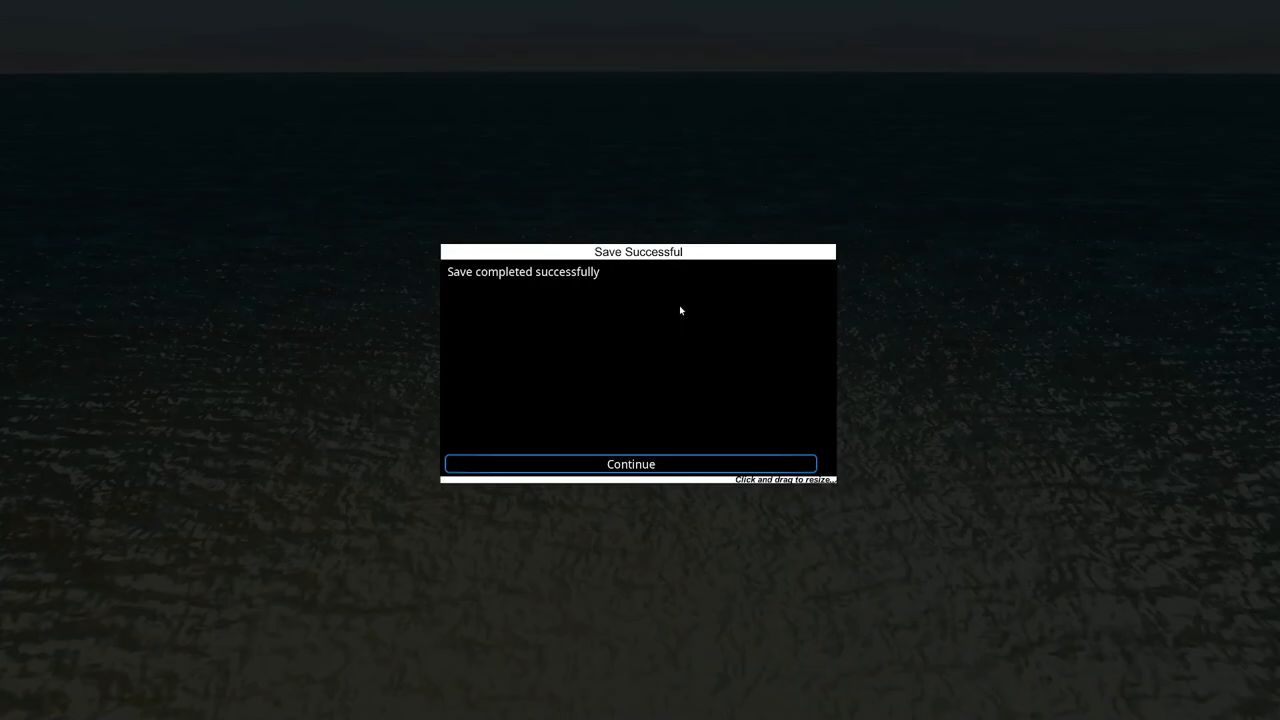 Save Successful
Save completed successfully
Continue
Click and drag to resize...